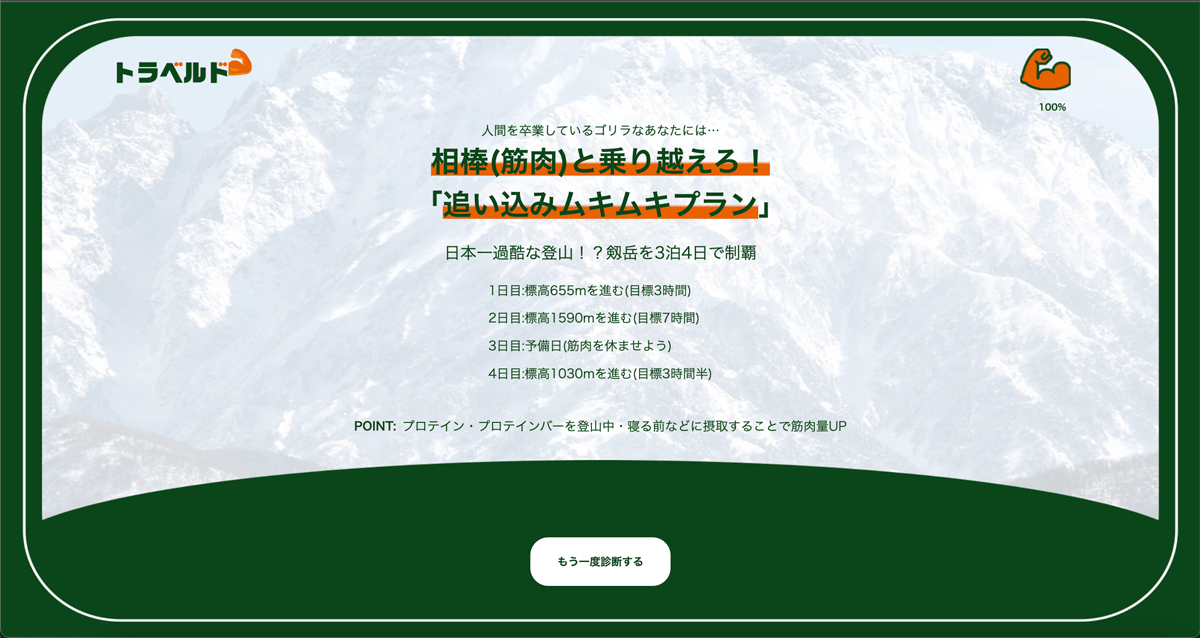 トラベルド
100%
人間を卒業しているゴリラなあなたには…
相棒(筋肉)と乗り越えろ！
「追い込みムキムキプラン」
日本一過酷な登山！？剱岳を3泊4日で制覇
1日目:標高655mを進む(目標3時間)
2日目:標高1590mを進む(目標7時間)
3日目:予備日(筋肉を休ませよう)
4日目:標高1030mを進む(目標3時間半)
POINT: プロテイン・プロテインバーを登山中・寝る前などに摂取することで筋肉量UP
もう一度診断する